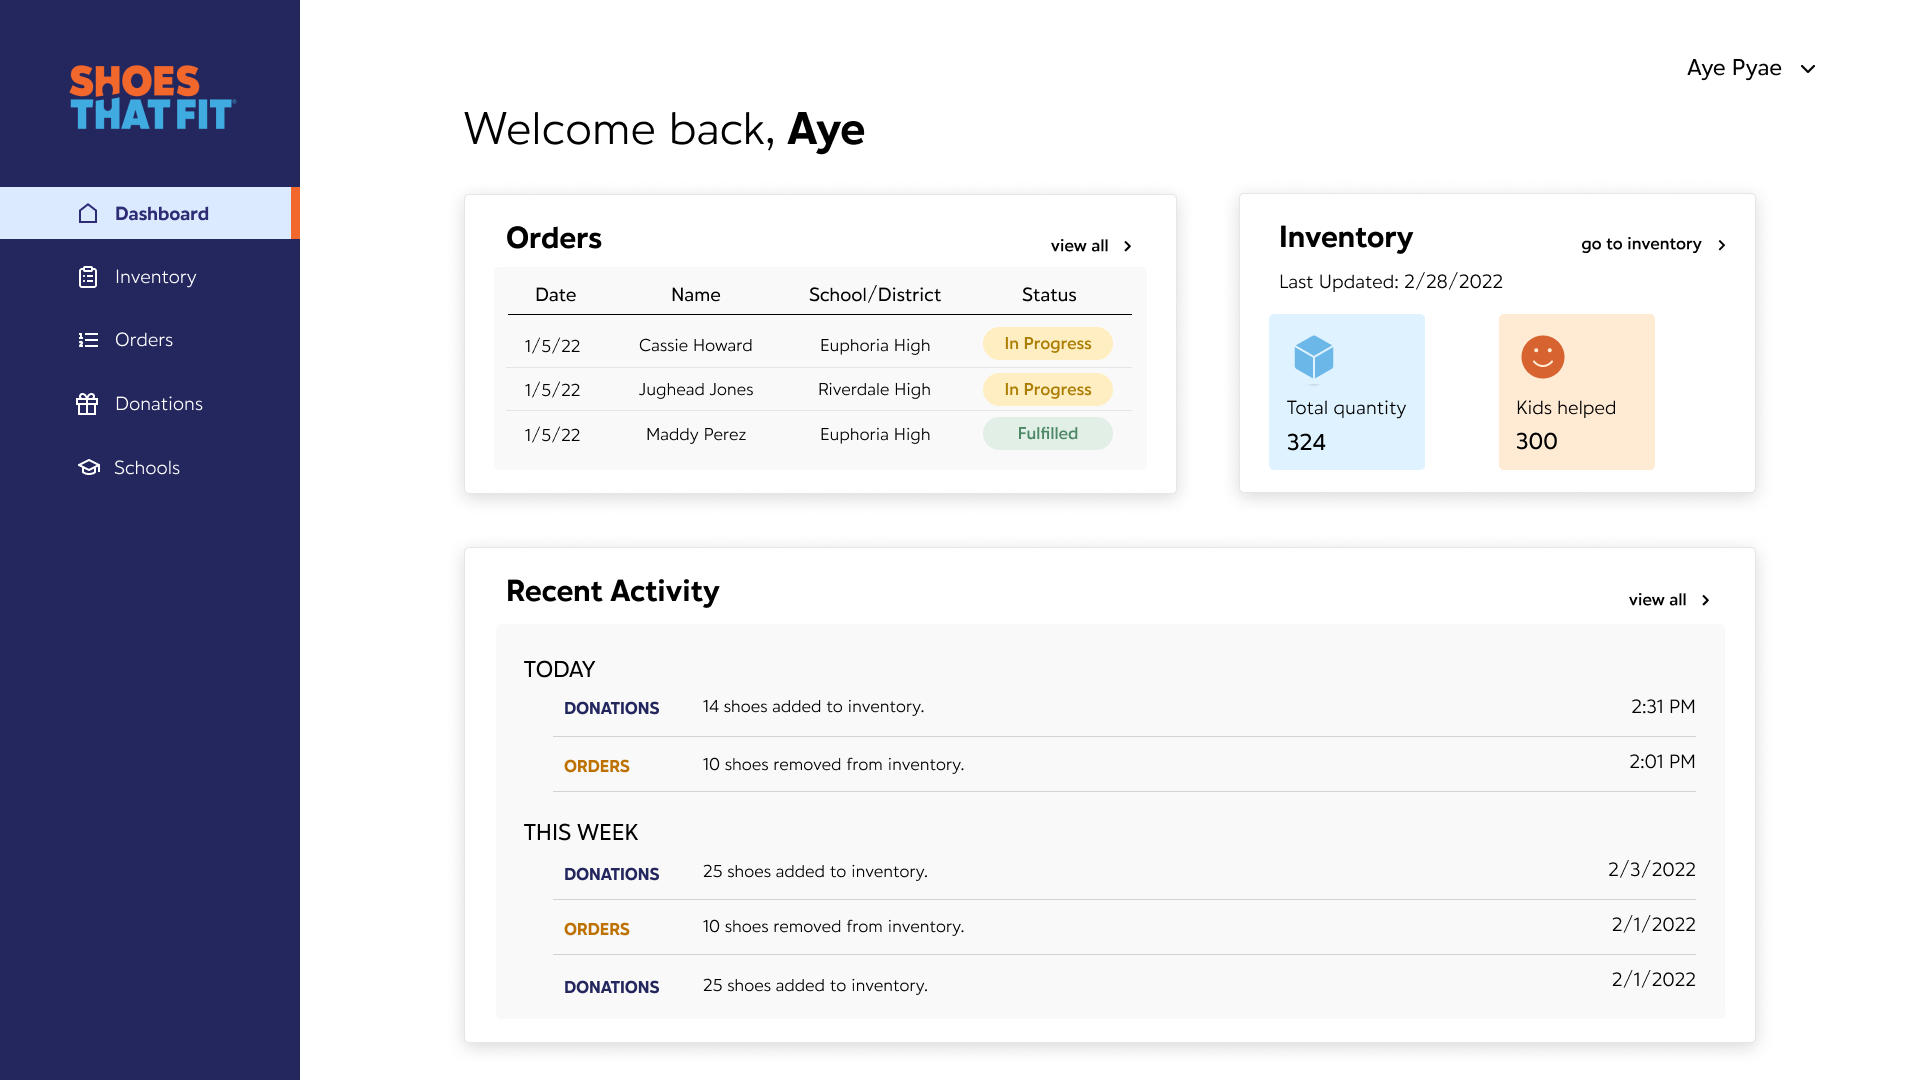 SHOES
THAT FIT
Aye Pyae
Welcome back, Aye
Dashboard
Inventory
Orders
Donations
Schools
Orders
view all
Date Name School/District Status
1/5/22 Cassie Howard Euphoria High In Progress
1/5/22 Jughead Jones Riverdale High In Progress
1/5/22 Maddy Perez Euphoria High Fulfilled
Inventory
go to inventory
Last Updated: 2/28/2022
Total quantity
324
Kids helped
300
Recent Activity
view all
TODAY
DONATIONS 14 shoes added to inventory. 2:31 PM
ORDERS 10 shoes removed from inventory. 2:01 PM
THIS WEEK
DONATIONS 25 shoes added to inventory. 2/3/2022
ORDERS 10 shoes removed from inventory. 2/1/2022
DONATIONS 25 shoes added to inventory. 2/1/2022